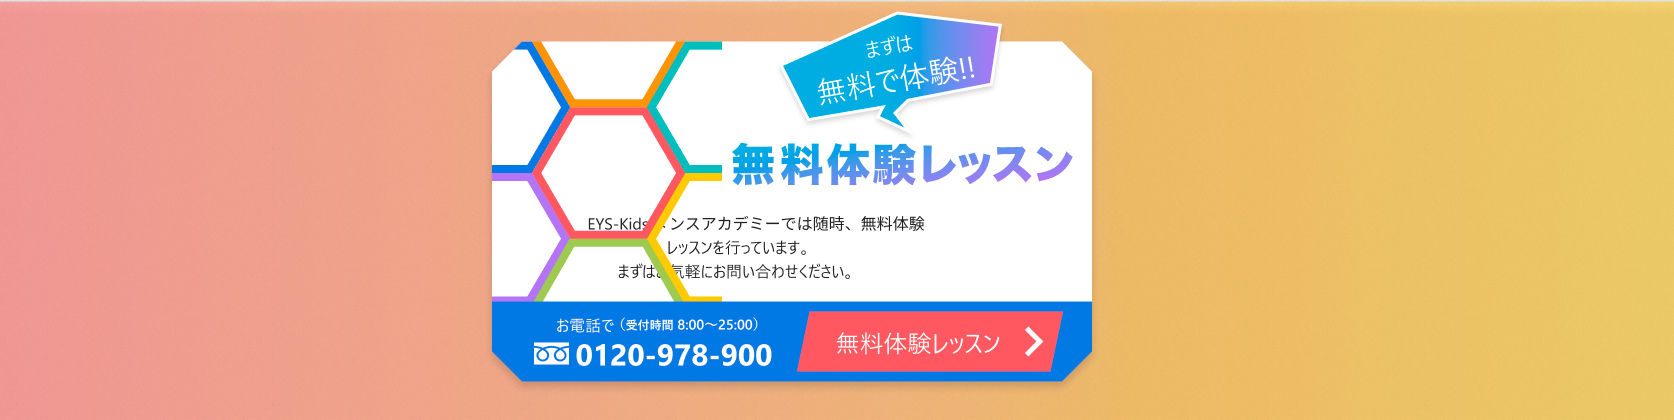 まずは
無料で体験!!
無料体験レッスン
EYS-Kids ンスアカデミーでは随時、無料体験
レッスンを行っています。
まずは 気軽にお問い合わせください。
お電話で（受付時間 8:00〜25:00）
0120-978-900
無料体験レッスン